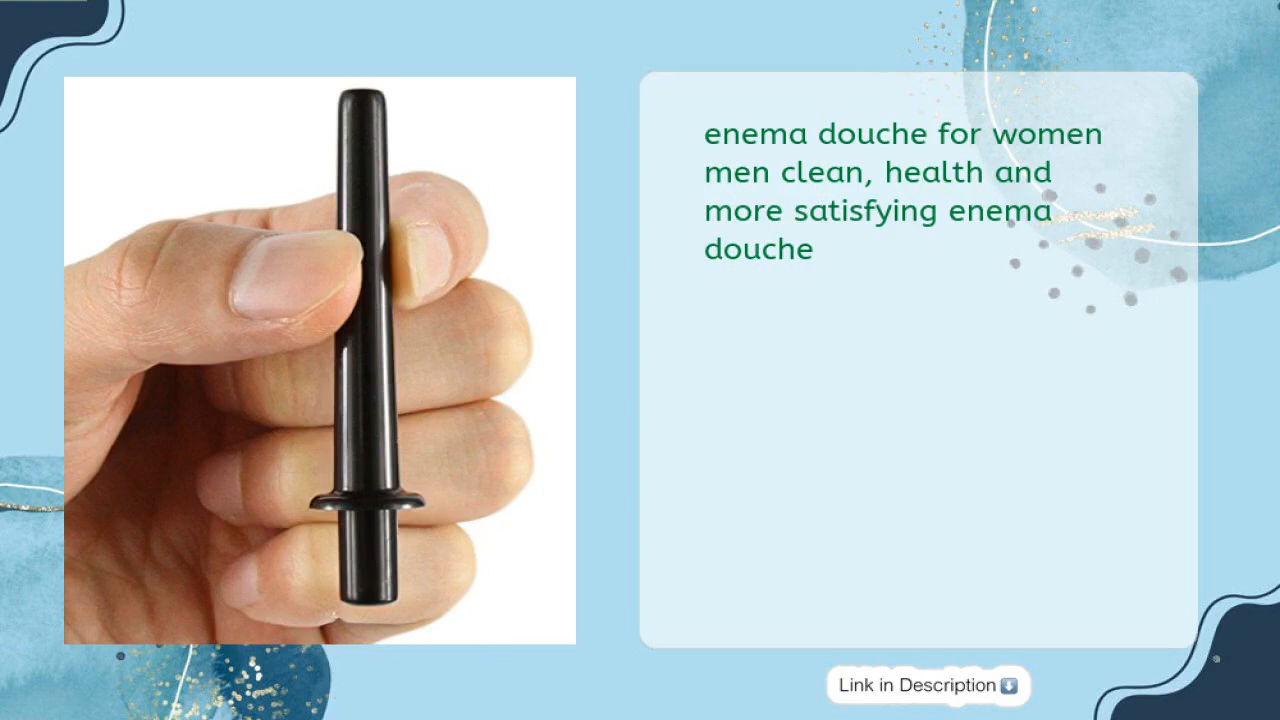 enema douche for women
men clean, health and
more satisfying enema
douche
Link in Description